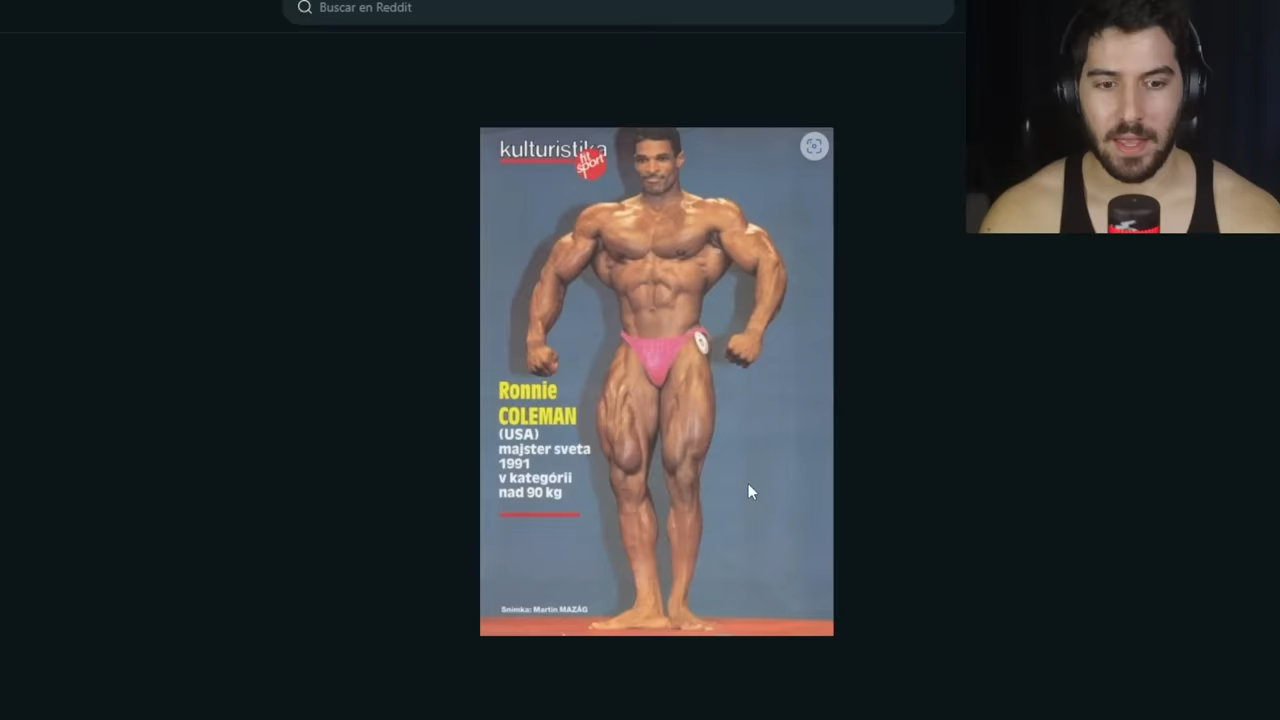 Buscar en Reddit
kulturistika
fit
sport
Ronnie
COLEMAN
(USA)
majster sveta
1991
v kategórii
nad 90 kg
Snímka: Martin MAZÁG